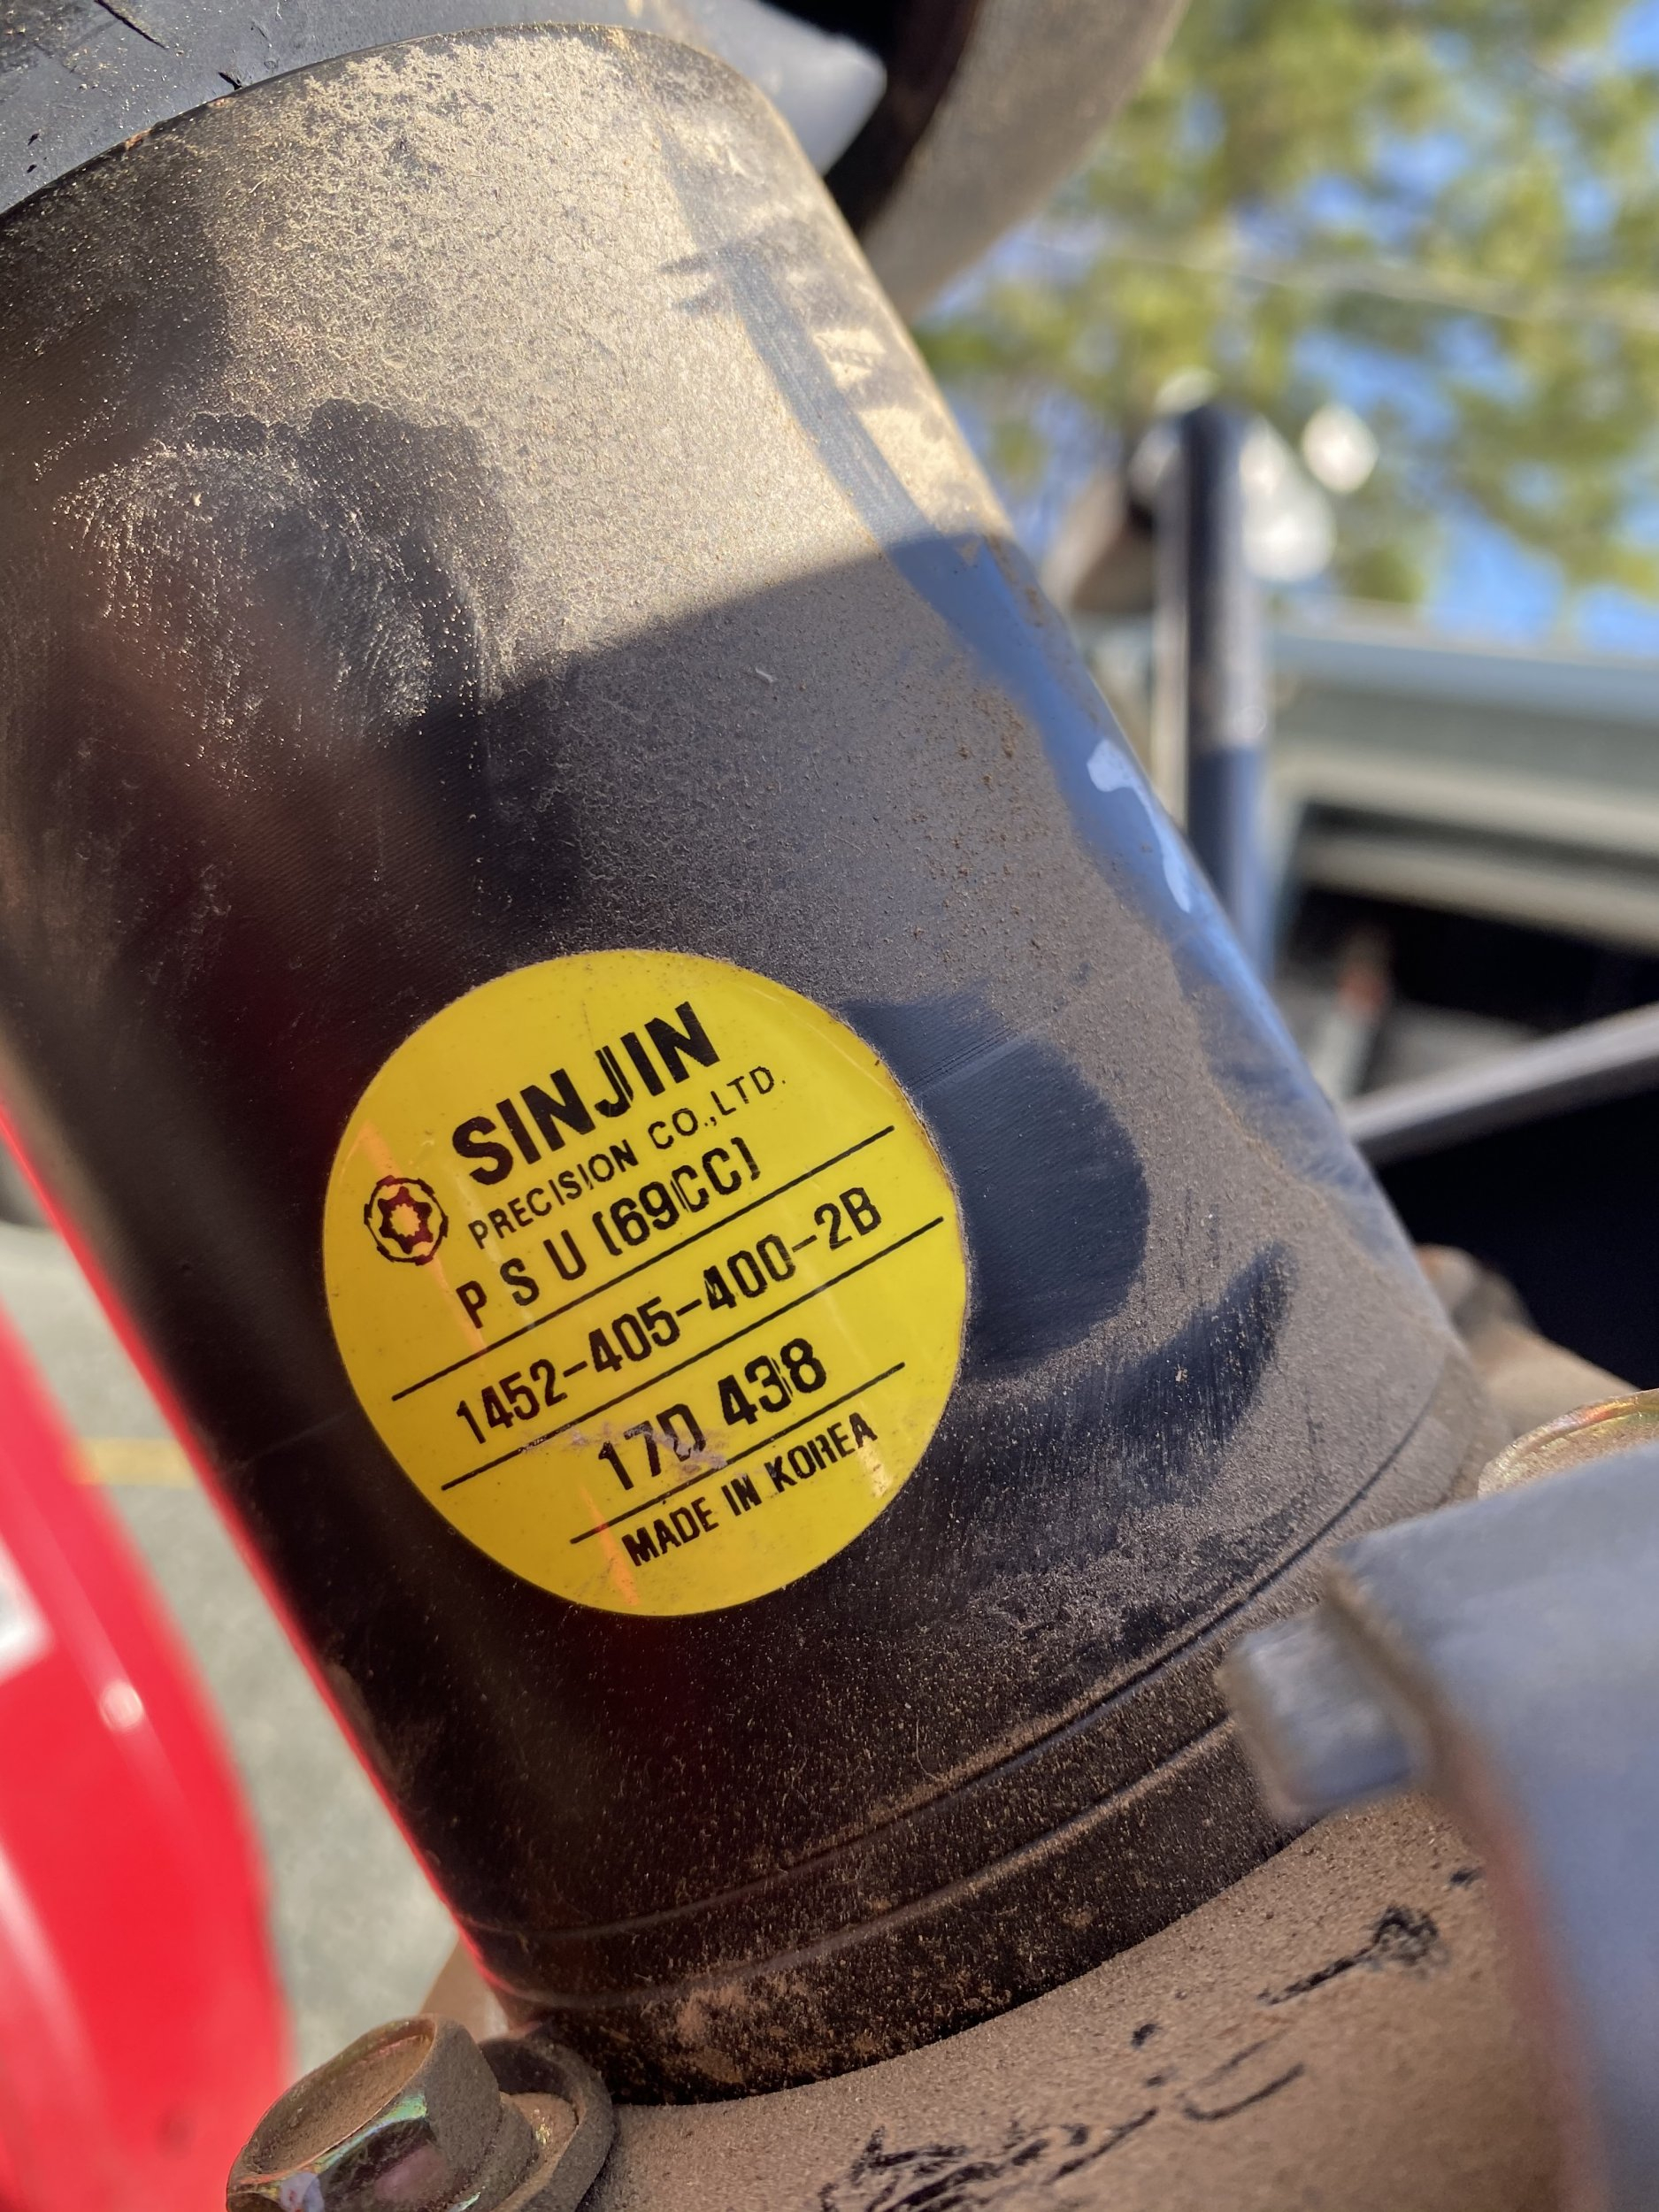 SINJIN
PRECISION CO.,LTD.
P S U (69CC)
1452-405-400-2B
17D 438
MADE IN KOREA